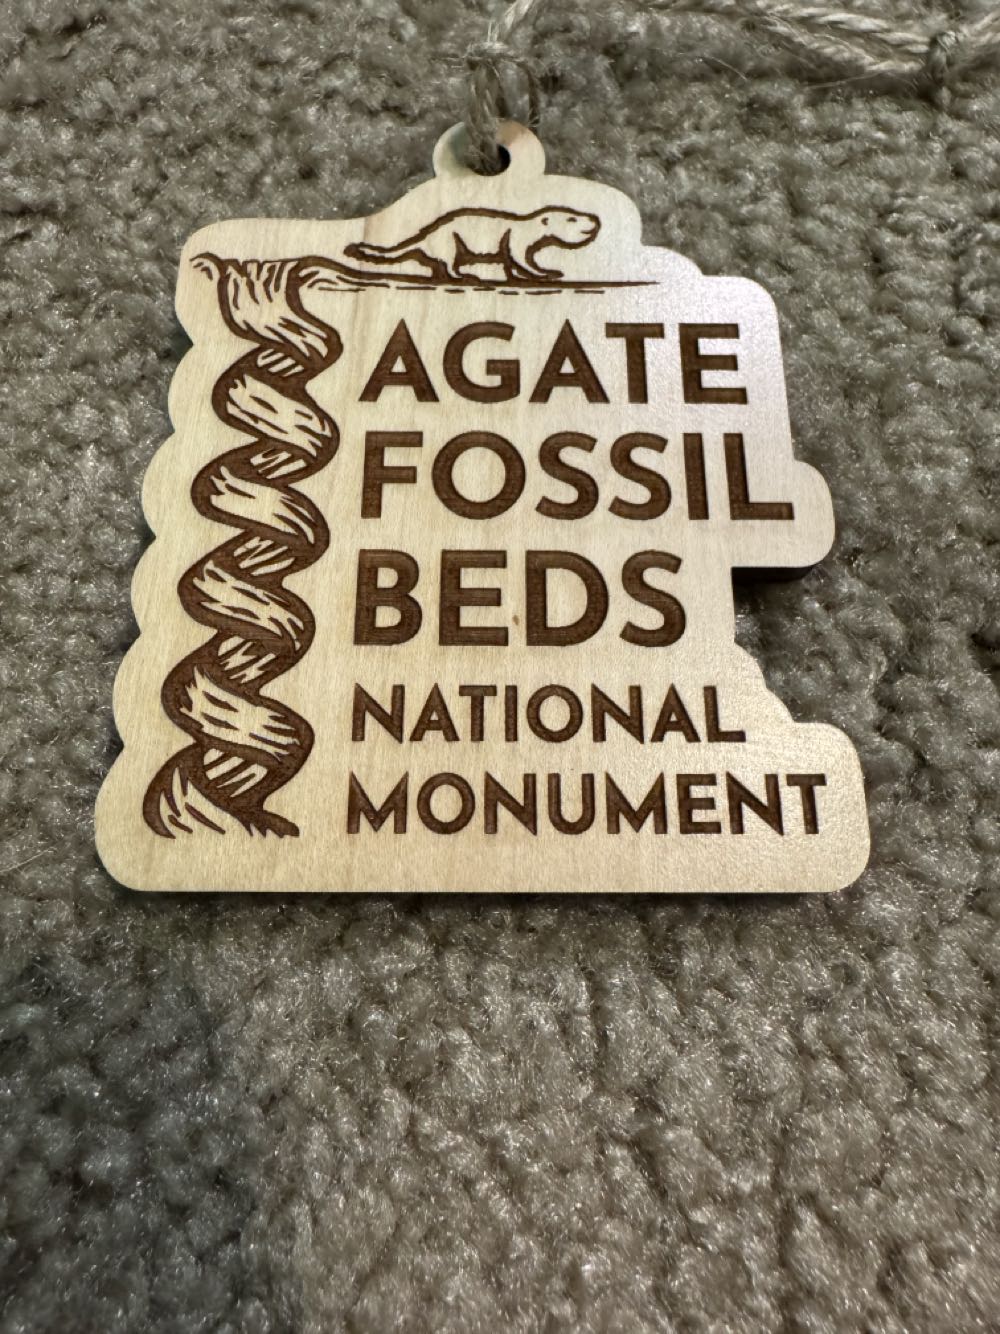 AGATE
FOSSIL
BEDS
NATIONAL
MONUMENT